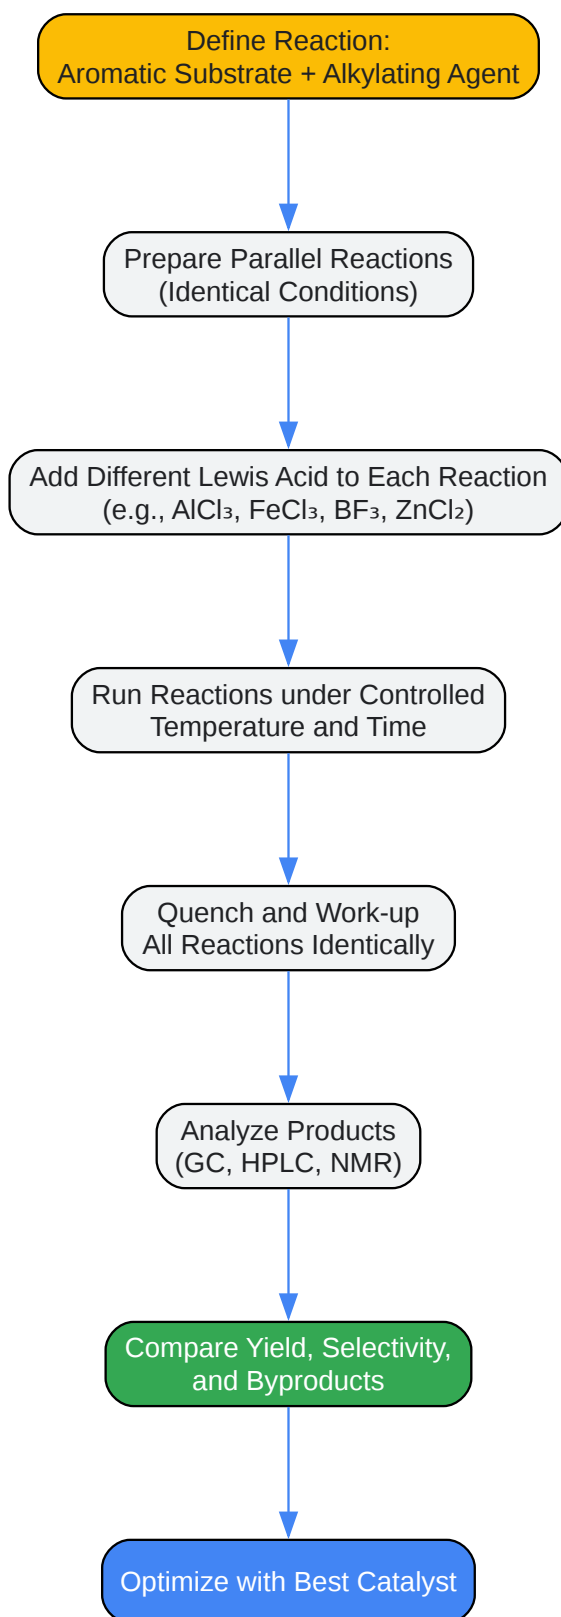 Define Reaction:
Aromatic Substrate + Alkylating Agent
Prepare Parallel Reactions
(Identical Conditions)
Add Different Lewis Acid to Each Reaction
(e.g., AlCl₃, FeCl₃, BF₃, ZnCl₂)
Run Reactions under Controlled
Temperature and Time
Quench and Work-up
All Reactions Identically
Analyze Products
(GC, HPLC, NMR)
Compare Yield, Selectivity,
and Byproducts
Optimize with Best Catalyst